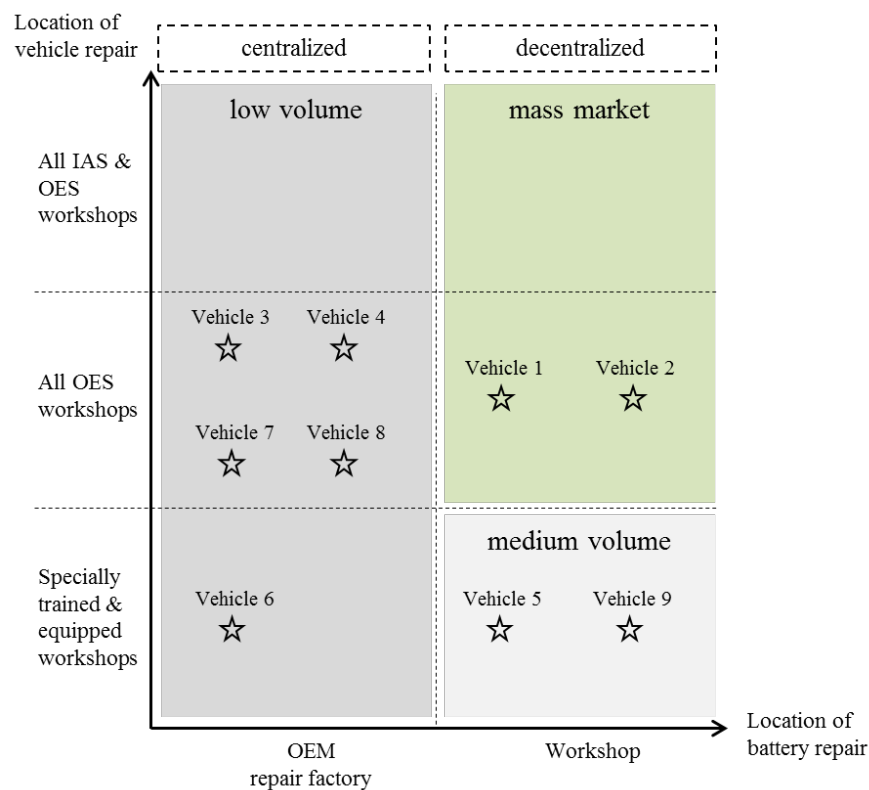 Location of
vehicle repair
centralized
decentralized
low volume
mass market
All IAS &
OES
workshops
Vehicle 3
Vehicle 4
Vehicle 1
Vehicle 2
All OES
workshops
Vehicle 7
Vehicle 8
medium volume
Specially
trained &
equipped
workshops
Vehicle 6
Vehicle 5
Vehicle 9
Location of
battery repair
OEM
repair factory
Workshop